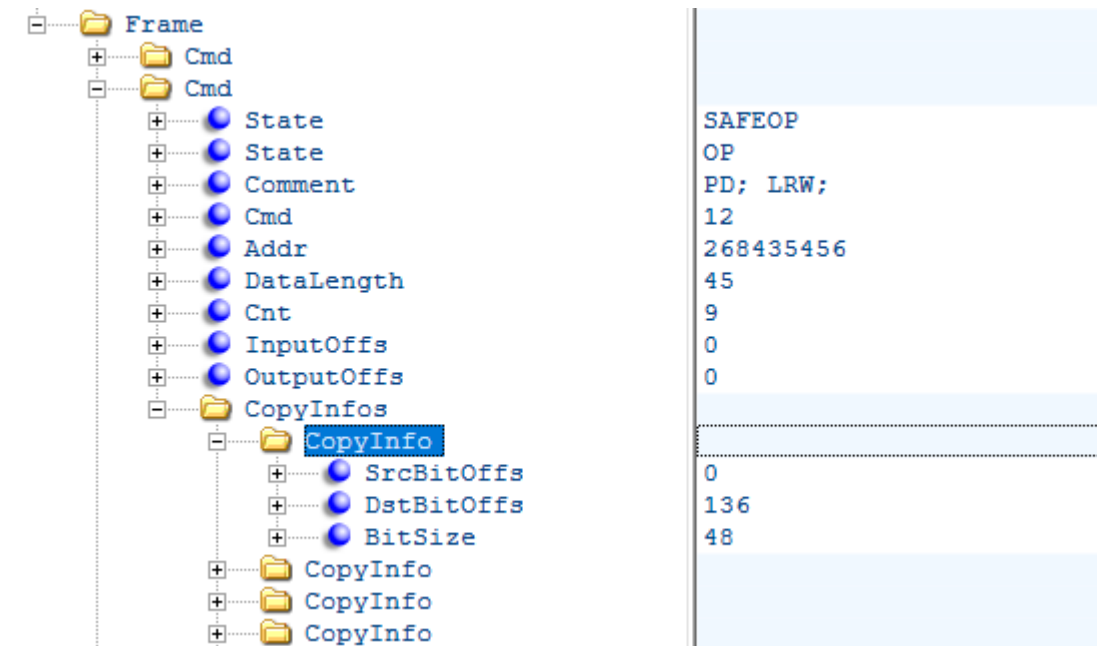 Frame
Cmd
Cmd
State SAFEOP
State OP
Comment PD; LRW;
Cmd 12
Addr 268435456
DataLength 45
Cnt 9
InputOffs 0
OutputOffs 0
CopyInfos
CopyInfo
SrcBitOffs 0
DstBitOffs 136
BitSize 48
CopyInfo
CopyInfo
CopyInfo